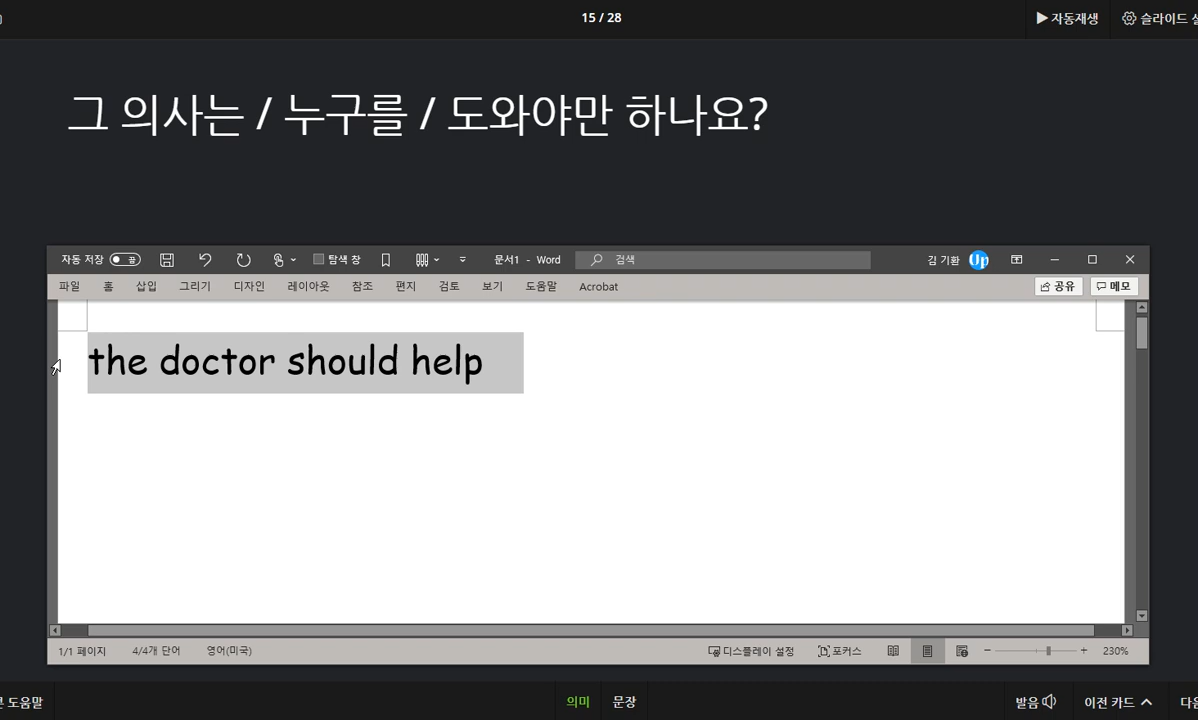 15 / 28
▶자동재생
슬라이드
그 의사는 / 누구를 / 도와야만 하나요?
자동 저장 끔
탐색 창
문서1 - Word
검색
김 기환
Up
파일 홈 삽입 그리기 디자인 레이아웃 참조 편지 검토 보기 도움말 Acrobat
공유 메모
the doctor should help
1/1 페이지 4/4개 단어 영어(미국)
디스플레이 설정 포커스
− + 230%
도움말
의미 문장
발음 이전 카드